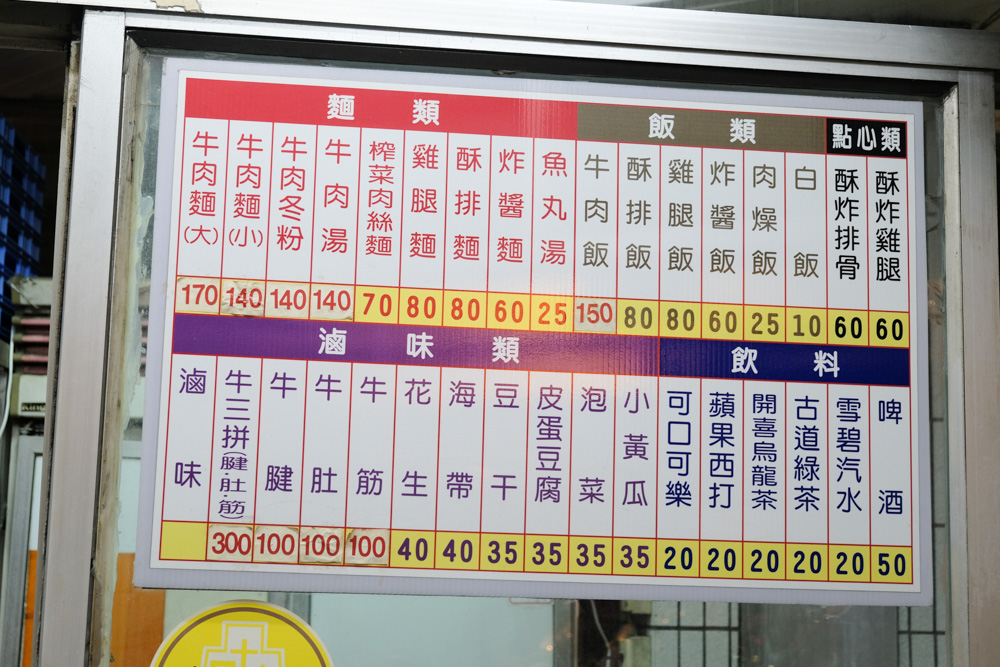 麵類
牛肉麵(大) 170
牛肉麵(小) 140
牛肉冬粉 140
牛肉湯 140
榨菜肉絲麵 70
雞腿麵 80
酥排麵 80
炸醬麵 60
魚丸湯 25
飯類
牛肉飯 150
酥排飯 80
雞腿飯 80
炸醬飯 60
肉燥飯 25
白飯 10
點心類
酥炸排骨 60
酥炸雞腿 60
滷味類
滷味
牛三拼(腱·肚·筋) 300
牛腱 100
牛肚 100
牛筋 100
花生 40
海帶 40
豆干 35
皮蛋豆腐 35
泡菜 35
小黃瓜 35
飲料
可口可樂 20
蘋果西打 20
開喜烏龍茶 20
古道綠茶 20
雪碧汽水 20
啤酒 50